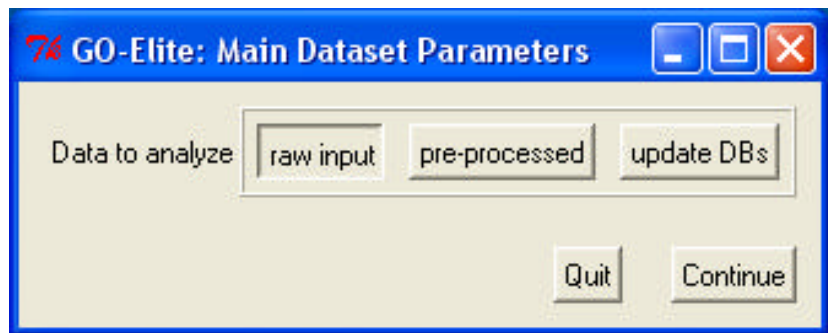 GO-Elite: Main Dataset Parameters
Data to analyze raw input pre-processed update DBs
Quit Continue